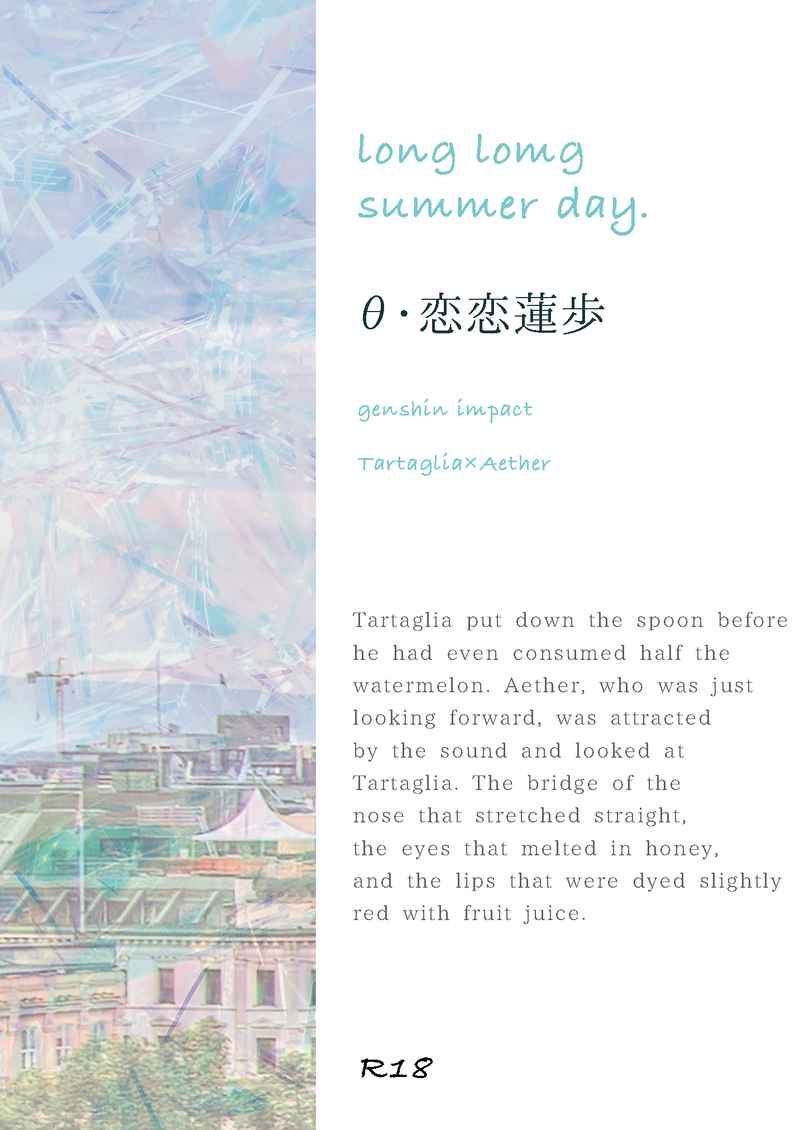 long lomg
summer day.
θ・恋恋蓮歩
genshin impact
Tartaglia×Aether
Tartaglia put down the spoon before
he had even consumed half the
watermelon. Aether, who was just
looking forward, was attracted
by the sound and looked at
Tartaglia. The bridge of the
nose that stretched straight,
the eyes that melted in honey,
and the lips that were dyed slightly
red with fruit juice.
R18